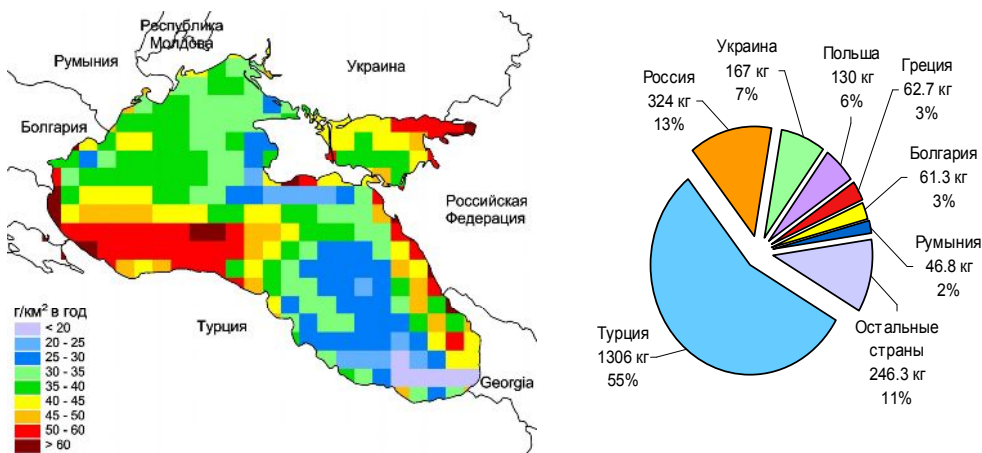 Республика
Молдова
Румыния
Украина
Болгария
Российская
Федерация
Турция
Georgia
г/км² в год
< 20
20 - 25
25 - 30
30 - 35
35 - 40
40 - 45
45 - 50
50 - 60
> 60
Украина
167 кг
7%
Польша
130 кг
6%
Греция
62.7 кг
3%
Россия
324 кг
13%
Болгария
61.3 кг
3%
Румыния
46.8 кг
2%
Турция
1306 кг
55%
Остальные
страны
246.3 кг
11%